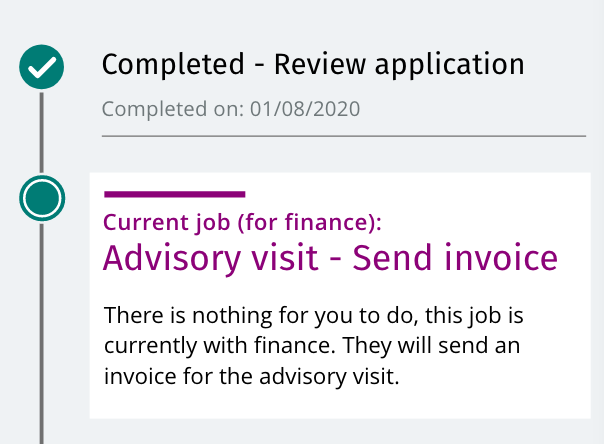 Completed - Review application
Completed on: 01/08/2020
Current job (for finance):
Advisory visit - Send invoice
There is nothing for you to do, this job is
currently with finance. They will send an
invoice for the advisory visit.